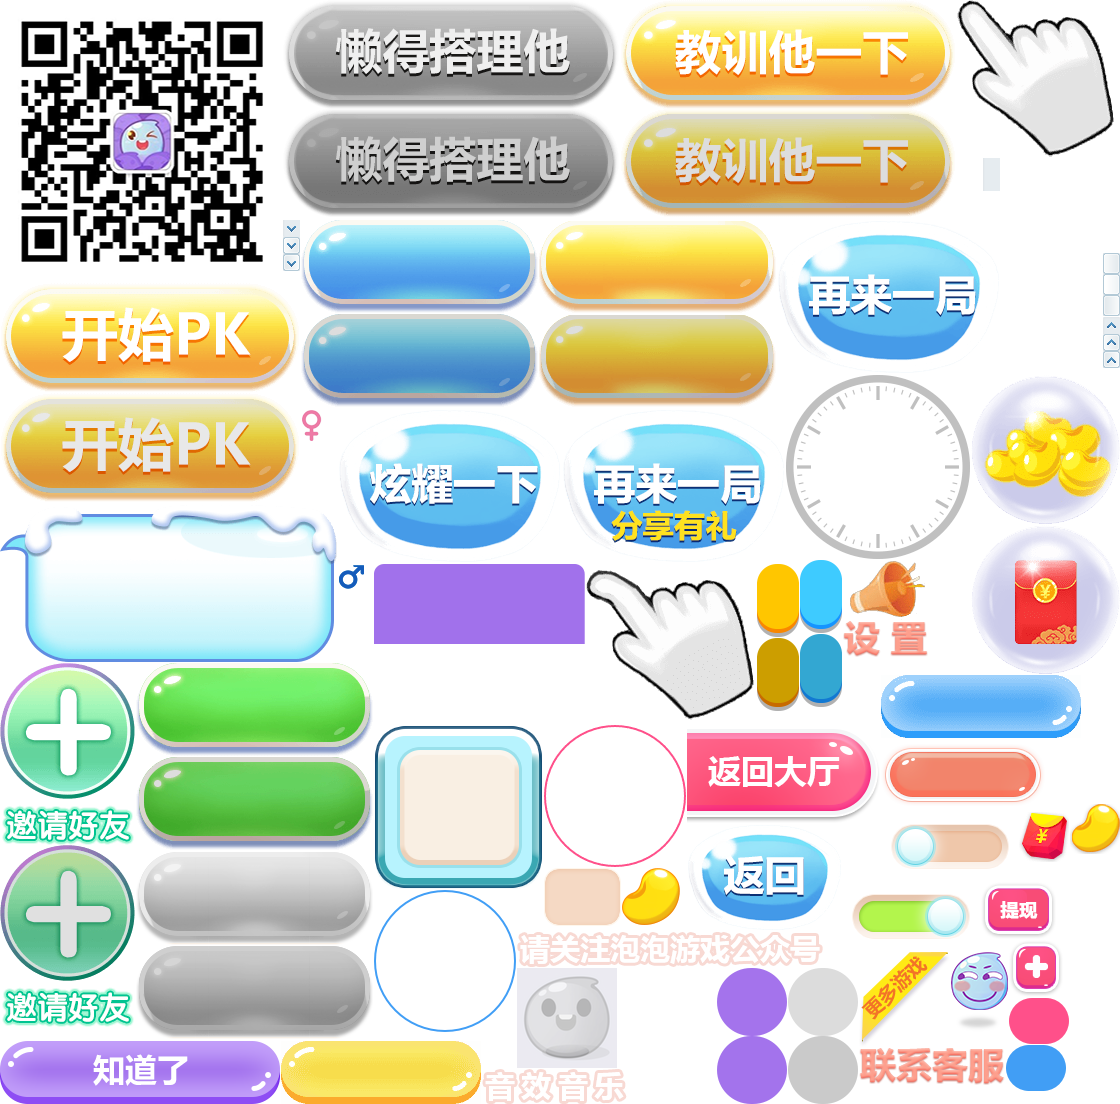 懒得搭理他
教训他一下
懒得搭理他
教训他一下
再来一局
开始PK
开始PK
炫耀一下
再来一局
分享有礼
¥
设置
返回大厅
邀请好友
¥
返回
提现
请关注泡泡游戏公众号
更多游戏
邀请好友
知道了
音效音乐
联系客服